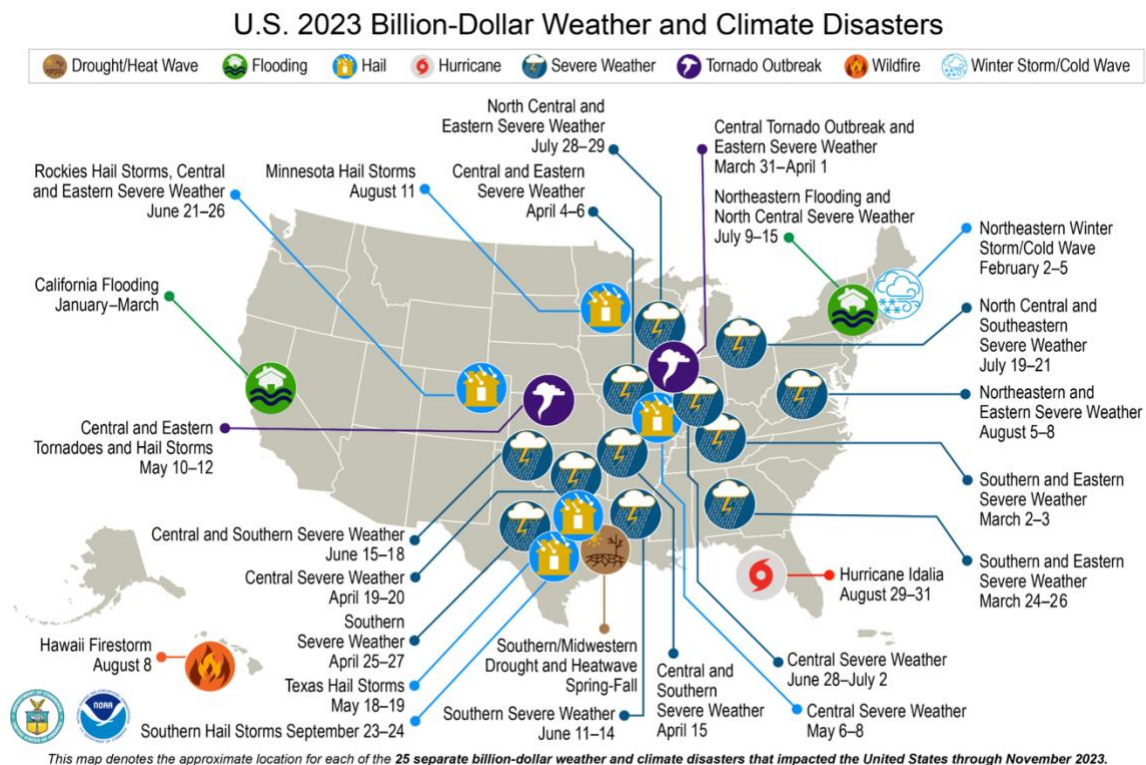 U.S. 2023 Billion-Dollar Weather and Climate Disasters
Drought/Heat Wave
Flooding
Hail
Hurricane
Severe Weather
Tornado Outbreak
Wildfire
Winter Storm/Cold Wave
North Central and
Eastern Severe Weather
July 28–29
Central Tornado Outbreak and
Eastern Severe Weather
March 31–April 1
Rockies Hail Storms, Central
and Eastern Severe Weather
June 21–26
Minnesota Hail Storms
August 11
Central and Eastern
Severe Weather
April 4–6
Northeastern Flooding and
North Central Severe Weather
July 9–15
Northeastern Winter
Storm/Cold Wave
February 2–5
California Flooding
January–March
North Central and
Southeastern
Severe Weather
July 19–21
Northeastern and
Eastern Severe Weather
August 5–8
Central and Eastern
Tornadoes and Hail Storms
May 10–12
Southern and Eastern
Severe Weather
March 2–3
Central and Southern Severe Weather
June 15–18
Southern and Eastern
Severe Weather
March 24–26
Central Severe Weather
April 19–20
Hurricane Idalia
August 29–31
Southern
Severe Weather
April 25–27
Hawaii Firestorm
August 8
Southern/Midwestern
Drought and Heatwave
Spring-Fall
Central and
Southern
Severe Weather
April 15
Central Severe Weather
June 28–July 2
Texas Hail Storms
May 18–19
Southern Hail Storms September 23–24
Southern Severe Weather
June 11–14
Central Severe Weather
May 6–8
NOAA
This map denotes the approximate location for each of the 25 separate billion-dollar weather and climate disasters that impacted the United States through November 2023.